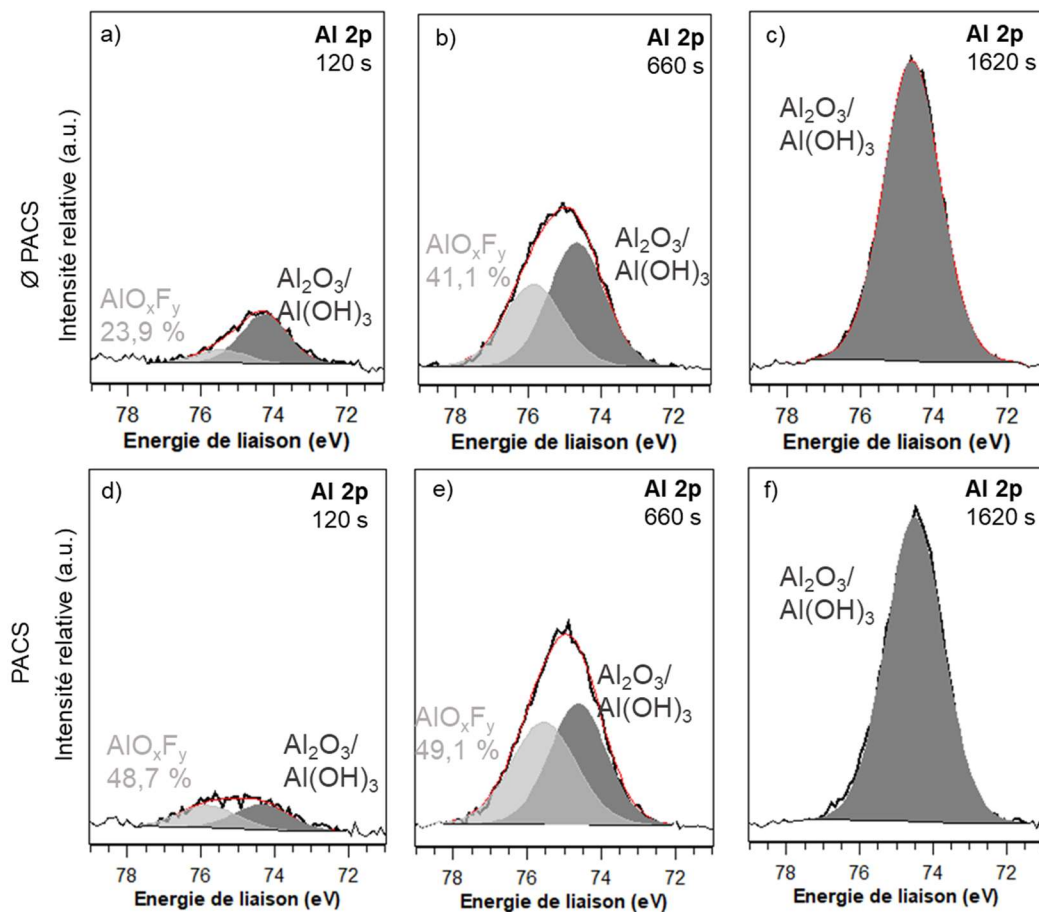 Ø PACS
Intensité relative (a.u.)
a)
Al 2p
120 s
AlOₓFᵧ
23,9 %
Al₂O₃/
Al(OH)₃
78 76 74 72
Energie de liaison (eV)
b)
Al 2p
660 s
AlOₓFᵧ
41,1 %
Al₂O₃/
Al(OH)₃
78 76 74 72
Energie de liaison (eV)
c)
Al 2p
1620 s
Al₂O₃/
Al(OH)₃
78 76 74 72
Energie de liaison (eV)
PACS
Intensité relative (a.u.)
d)
Al 2p
120 s
AlOₓFᵧ
48,7 %
Al₂O₃/
Al(OH)₃
78 76 74 72
Energie de liaison (eV)
e)
Al 2p
660 s
AlOₓFᵧ
49,1 %
Al₂O₃/
Al(OH)₃
78 76 74 72
Energie de liaison (eV)
f)
Al 2p
1620 s
Al₂O₃/
Al(OH)₃
78 76 74 72
Energie de liaison (eV)